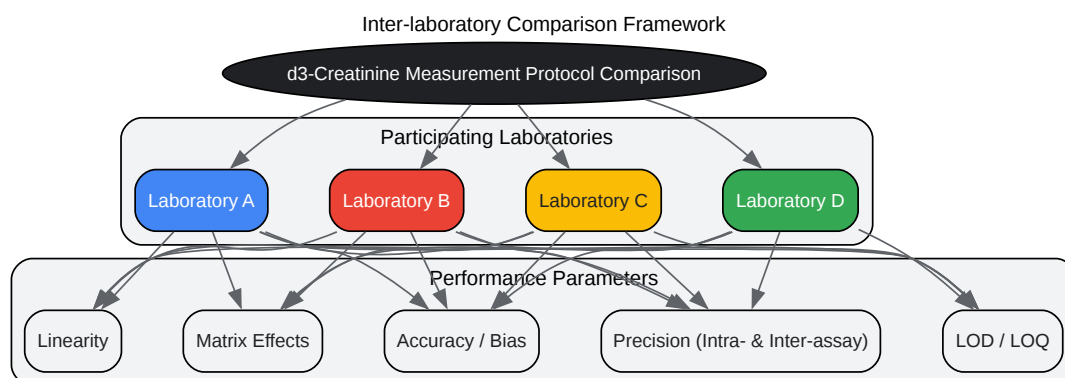 Inter-laboratory Comparison Framework
d3-Creatinine Measurement Protocol Comparison
Participating Laboratories
Laboratory A
Laboratory B
Laboratory C
Laboratory D
Performance Parameters
Linearity
Matrix Effects
Accuracy / Bias
Precision (Intra- & Inter-assay)
LOD / LOQ